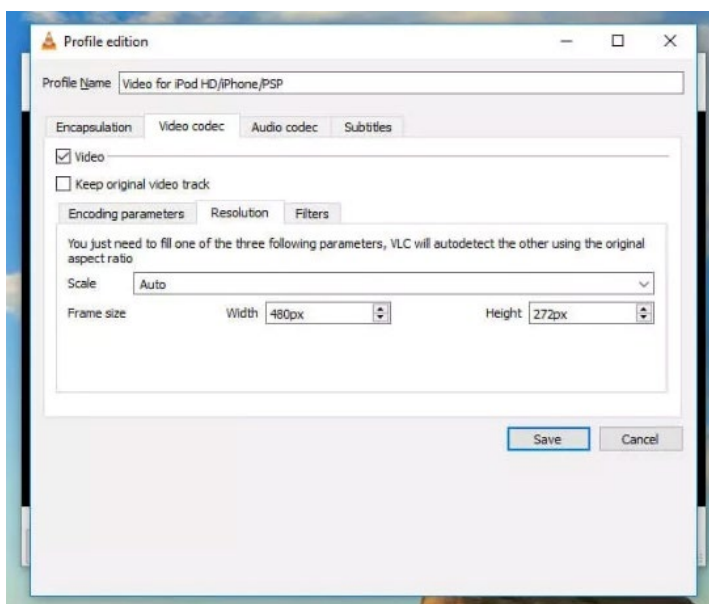 Profile edition
Profile Name Video for iPod HD/iPhone/PSP
Encapsulation Video codec Audio codec Subtitles
Video
Keep original video track
Encoding parameters Resolution Filters
You just need to fill one of the three following parameters, VLC will autodetect the other using the original
aspect ratio
Scale Auto
Frame size Width 480px Height 272px
Save Cancel